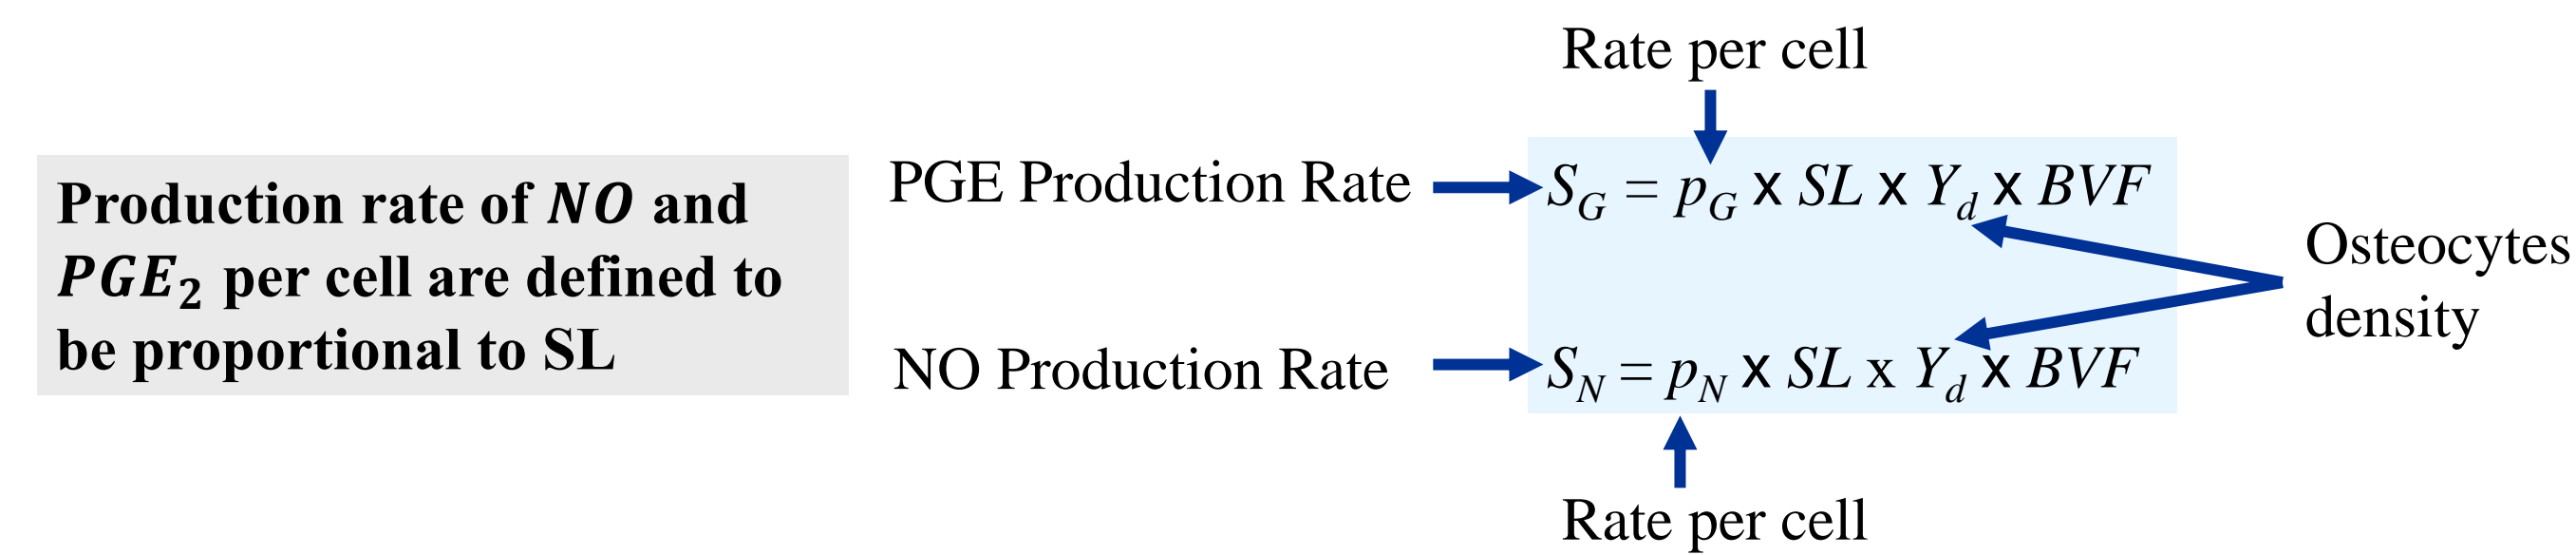 Rate per cell
Production rate of NO and
PGE₂ per cell are defined to
be proportional to SL
PGE Production Rate
S_G = p_G x SL x Y_d x BVF
Osteocytes
density
NO Production Rate
S_N = p_N x SL x Y_d x BVF
Rate per cell